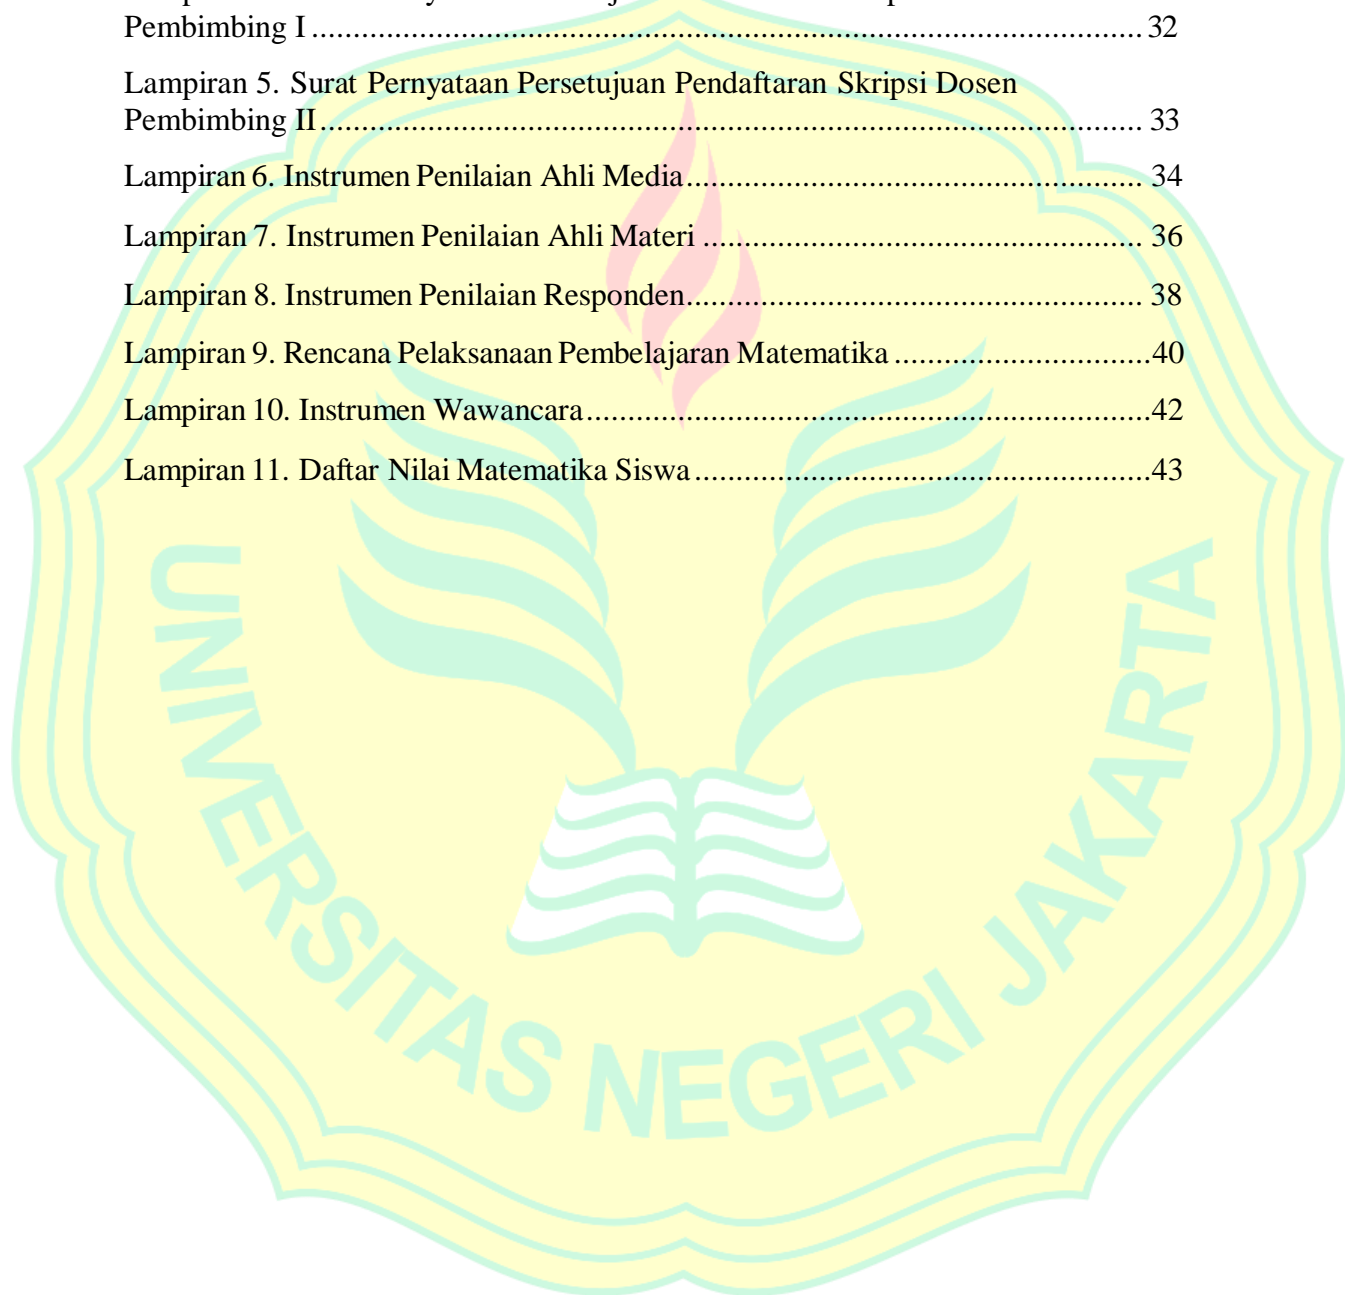 Pembimbing I ........................................................................................................ 32
Lampiran 5. Surat Pernyataan Persetujuan Pendaftaran Skripsi Dosen
Pembimbing II ....................................................................................................... 33
Lampiran 6. Instrumen Penilaian Ahli Media ......................................................... 34
Lampiran 7. Instrumen Penilaian Ahli Materi ....................................................... 36
Lampiran 8. Instrumen Penilaian Responden ......................................................... 38
Lampiran 9. Rencana Pelaksanaan Pembelajaran Matematika ................................40
Lampiran 10. Instrumen Wawancara ......................................................................42
Lampiran 11. Daftar Nilai Matematika Siswa .........................................................43
UNIVERSITAS NEGERI JAKARTA